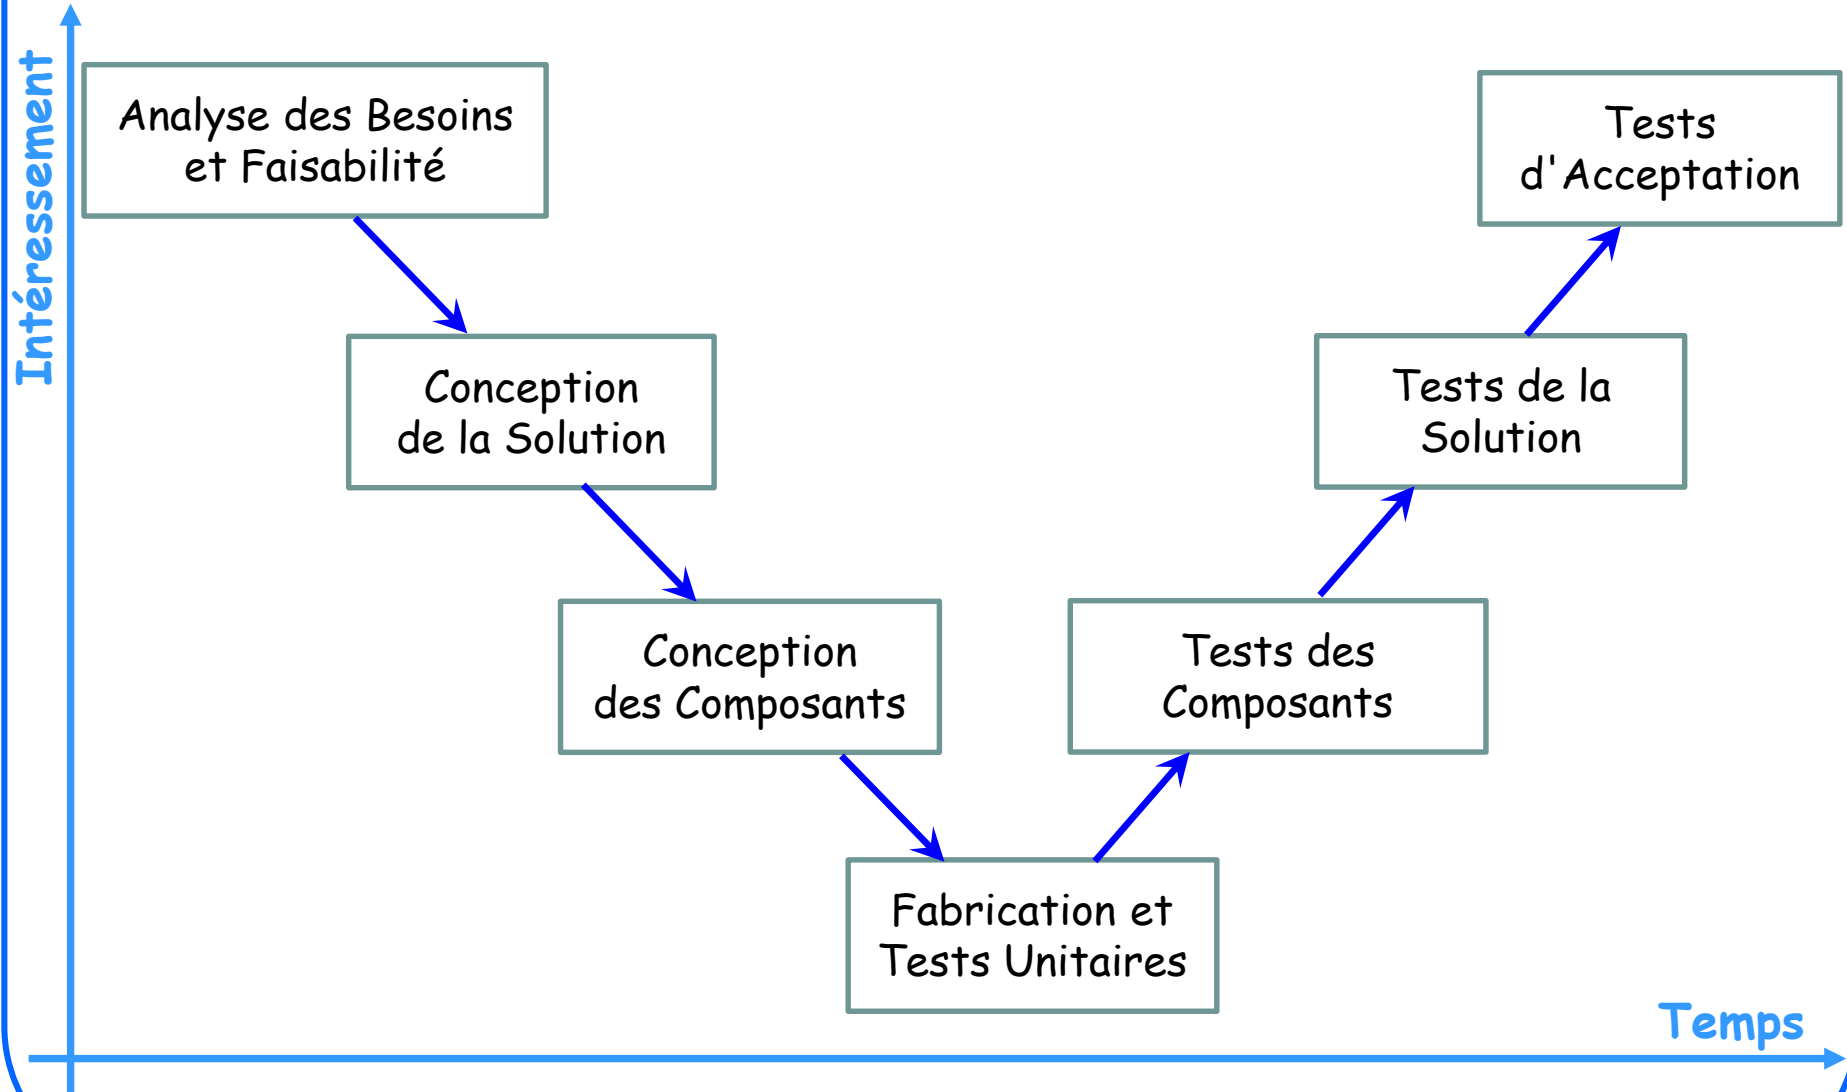 Intéressement
Analyse des Besoins
et Faisabilité
Tests
d'Acceptation
Conception
de la Solution
Tests de la
Solution
Conception
des Composants
Tests des
Composants
Fabrication et
Tests Unitaires
Temps